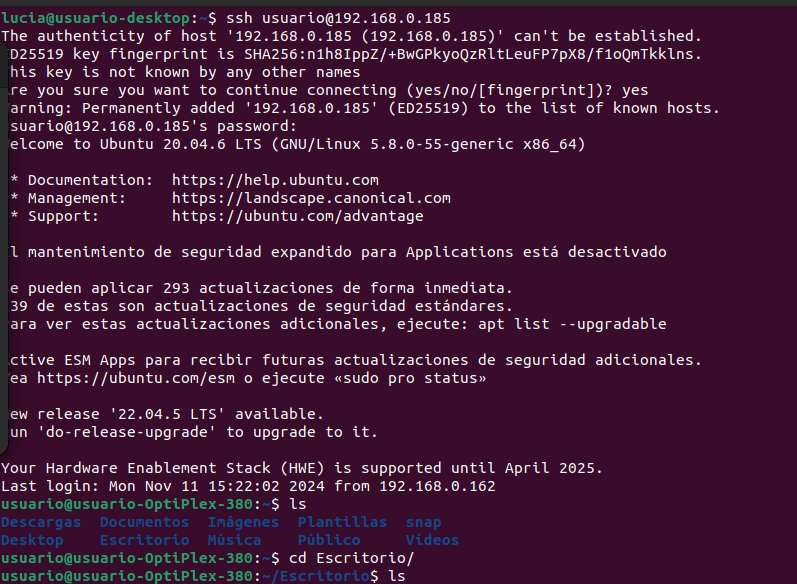 lucia@usuario-desktop:~$ ssh usuario@192.168.0.185
The authenticity of host '192.168.0.185 (192.168.0.185)' can't be established.
ED25519 key fingerprint is SHA256:n1h8IppZ/+BwGPkyoQzRltLeuFP7pX8/f1oQmTkklns.
his key is not known by any other names
re you sure you want to continue connecting (yes/no/[fingerprint])? yes
arning: Permanently added '192.168.0.185' (ED25519) to the list of known hosts.
suario@192.168.0.185's password:
elcome to Ubuntu 20.04.6 LTS (GNU/Linux 5.8.0-55-generic x86_64)
* Documentation:  https://help.ubuntu.com
* Management:     https://landscape.canonical.com
* Support:        https://ubuntu.com/advantage
l mantenimiento de seguridad expandido para Applications está desactivado
e pueden aplicar 293 actualizaciones de forma inmediata.
39 de estas son actualizaciones de seguridad estándares.
ara ver estas actualizaciones adicionales, ejecute: apt list --upgradable
ctive ESM Apps para recibir futuras actualizaciones de seguridad adicionales.
ea https://ubuntu.com/esm o ejecute «sudo pro status»
ew release '22.04.5 LTS' available.
un 'do-release-upgrade' to upgrade to it.
Your Hardware Enablement Stack (HWE) is supported until April 2025.
Last login: Mon Nov 11 15:22:02 2024 from 192.168.0.162
usuario@usuario-OptiPlex-380:~$ ls
Descargas  Documentos  Imágenes  Plantillas  snap
Desktop    Escritorio  Música    Público     Vídeos
usuario@usuario-OptiPlex-380:~$ cd Escritorio/
usuario@usuario-OptiPlex-380:~/Escritorio$ ls